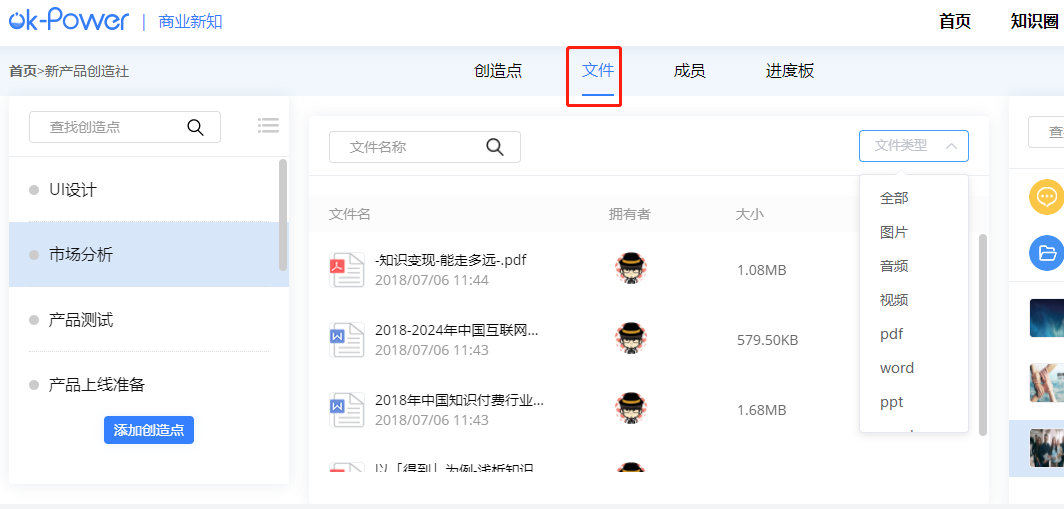 ok-Power | 商业新知
首页 知识圈
首页>新产品创造社
创造点 文件 成员 进度板
查找创造点
UI设计
市场分析
产品测试
产品上线准备
添加创造点
文件名称
文件类型
文件名 拥有者 大小
-知识变现-能走多远-.pdf
2018/07/06 11:44
1.08MB
2018-2024年中国互联网...
2018/07/06 11:43
579.50KB
2018年中国知识付费行业...
2018/07/06 11:43
1.68MB
以「得到」为例-浅析知识
全部
图片
音频
视频
pdf
word
ppt
查